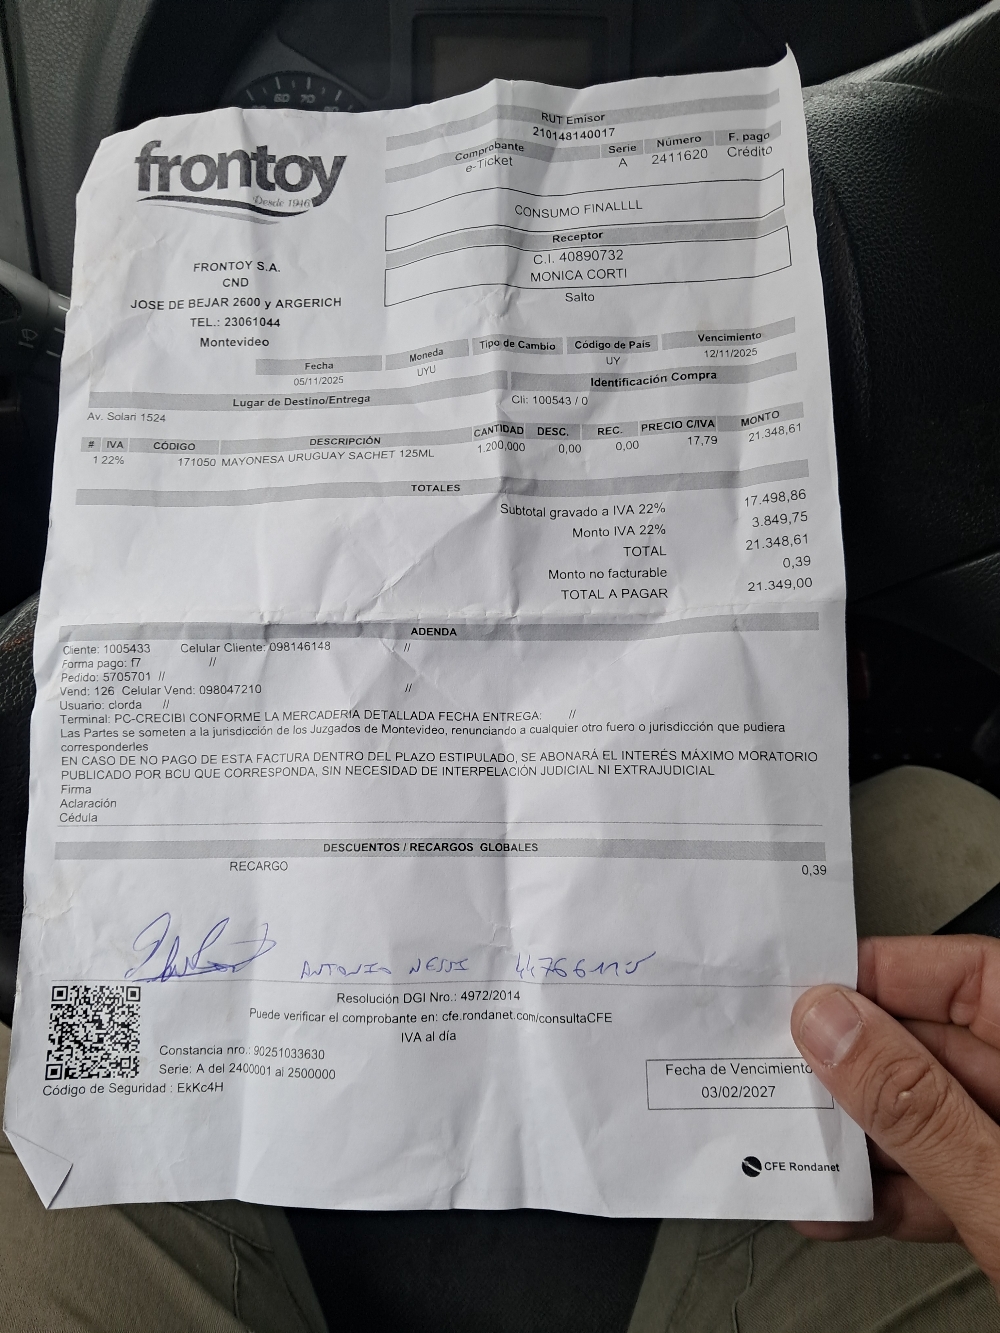 frontoy
Desde 1946
FRONTOY S.A.
CND
JOSE DE BEJAR 2600 y ARGERICH
TEL.: 23061044
Montevideo
RUT Emisor
210148140017
Comprobante Serie Número F. pago
e-Ticket A 2411620 Crédito
CONSUMO FINALLLL
Receptor
C.I. 40890732
MONICA CORTI
Salto
Fecha Moneda Tipo de Cambio Código de País Vencimiento
05/11/2025 UYU UY 12/11/2025
Lugar de Destino/Entrega Identificación Compra
Av. Solari 1524 Cli: 100543 / 0
# IVA CÓDIGO DESCRIPCIÓN CANTIDAD DESC. REC. PRECIO C/IVA MONTO
1 22% 171050 MAYONESA URUGUAY SACHET 125ML 1.200,000 0,00 0,00 17,79 21.348,61
TOTALES
Subtotal gravado a IVA 22% 17.498,86
Monto IVA 22% 3.849,75
TOTAL 21.348,61
Monto no facturable 0,39
TOTAL A PAGAR 21.349,00
ADENDA
Cliente: 1005433 Celular Cliente: 098146148 //
Forma pago: f7 //
Pedido: 5705701 //
Vend: 126 Celular Vend: 098047210 //
Usuario: clorda //
Terminal: PC-CRECIBI CONFORME LA MERCADERIA DETALLADA FECHA ENTREGA: //
Las Partes se someten a la jurisdicción de los Juzgados de Montevideo, renunciando a cualquier otro fuero o jurisdicción que pudiera
corresponderles
EN CASO DE NO PAGO DE ESTA FACTURA DENTRO DEL PLAZO ESTIPULADO, SE ABONARÁ EL INTERÉS MÁXIMO MORATORIO
PUBLICADO POR BCU QUE CORRESPONDA, SIN NECESIDAD DE INTERPELACIÓN JUDICIAL NI EXTRAJUDICIAL
Firma
Aclaración
Cédula
DESCUENTOS / RECARGOS GLOBALES
RECARGO 0,39
ANTONIO NESSI
Resolución DGI Nro.: 4972/2014
Puede verificar el comprobante en: cfe.rondanet.com/consultaCFE
IVA al día
Constancia nro.: 90251033630
Serie: A del 2400001 al 2500000
Código de Seguridad : EkKc4H
Fecha de Vencimiento
03/02/2027
CFE Rondanet